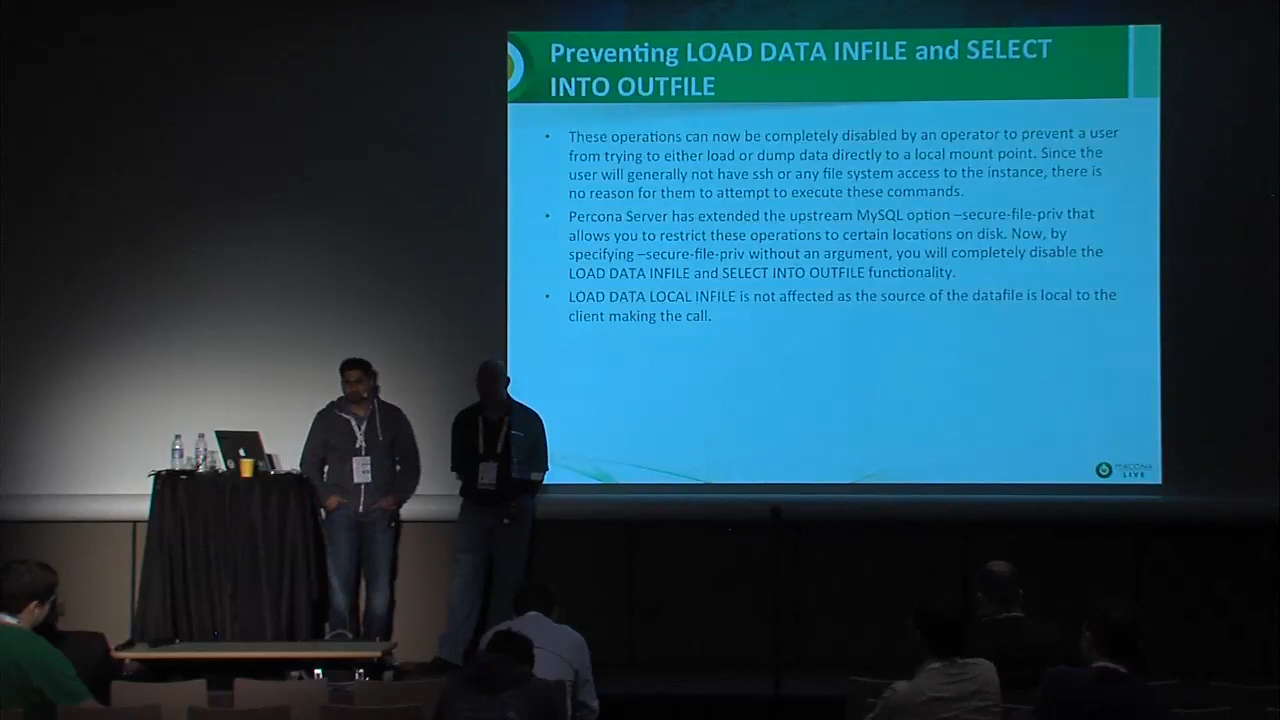 Preventing LOAD DATA INFILE and SELECT
INTO OUTFILE
• These operations can now be completely disabled by an operator to prevent a user
from trying to either load or dump data directly to a local mount point. Since the
user will generally not have ssh or any file system access to the instance, there is
no reason for them to attempt to execute these commands.
• Percona Server has extended the upstream MySQL option –secure-file-priv that
allows you to restrict these operations to certain locations on disk. Now, by
specifying –secure-file-priv without an argument, you will completely disable the
LOAD DATA INFILE and SELECT INTO OUTFILE functionality.
• LOAD DATA LOCAL INFILE is not affected as the source of the datafile is local to the
client making the call.
PERCONA
LIVE